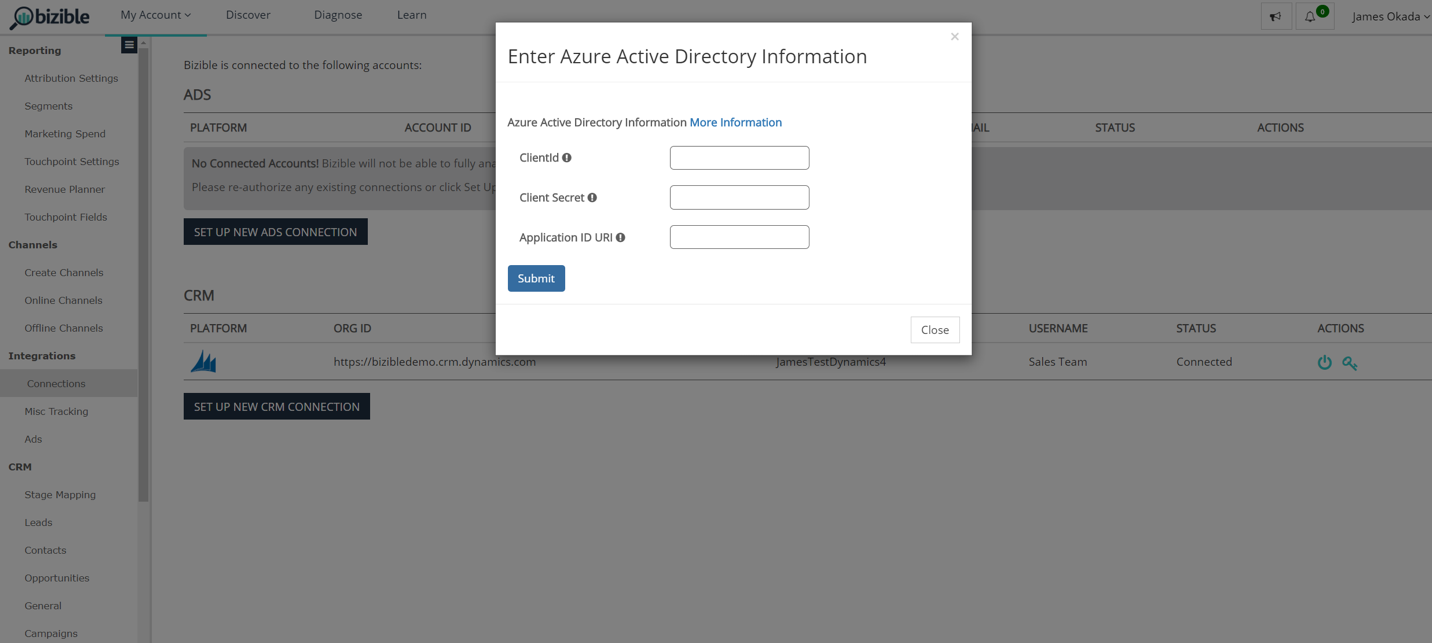 bizible
My Account
Discover
Diagnose
Learn
0
James Okada
Reporting
Attribution Settings
Segments
Marketing Spend
Touchpoint Settings
Revenue Planner
Touchpoint Fields
Channels
Create Channels
Online Channels
Offline Channels
Integrations
Connections
Misc Tracking
Ads
CRM
Stage Mapping
Leads
Contacts
Opportunities
General
Campaigns
Bizible is connected to the following accounts:
ADS
PLATFORM ACCOUNT ID STATUS ACTIONS
No Connected Accounts! Bizible will not be able to fully
Please re-authorize any existing connections or click Set Up
SET UP NEW ADS CONNECTION
CRM
PLATFORM ORG ID USERNAME STATUS ACTIONS
https://bizibledemo.crm.dynamics.com JamesTestDynamics4 Sales Team Connected
SET UP NEW CRM CONNECTION
×
Enter Azure Active Directory Information
Azure Active Directory Information More Information
ClientId
Client Secret
Application ID URI
Submit
Close